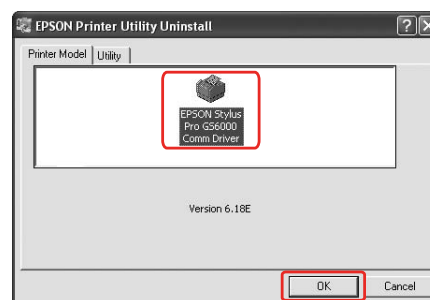 EPSON Printer Utility Uninstall
Printer Model
Utility
EPSON Stylus
Pro GS6000
Comm Driver
Version 6.18E
OK
Cancel